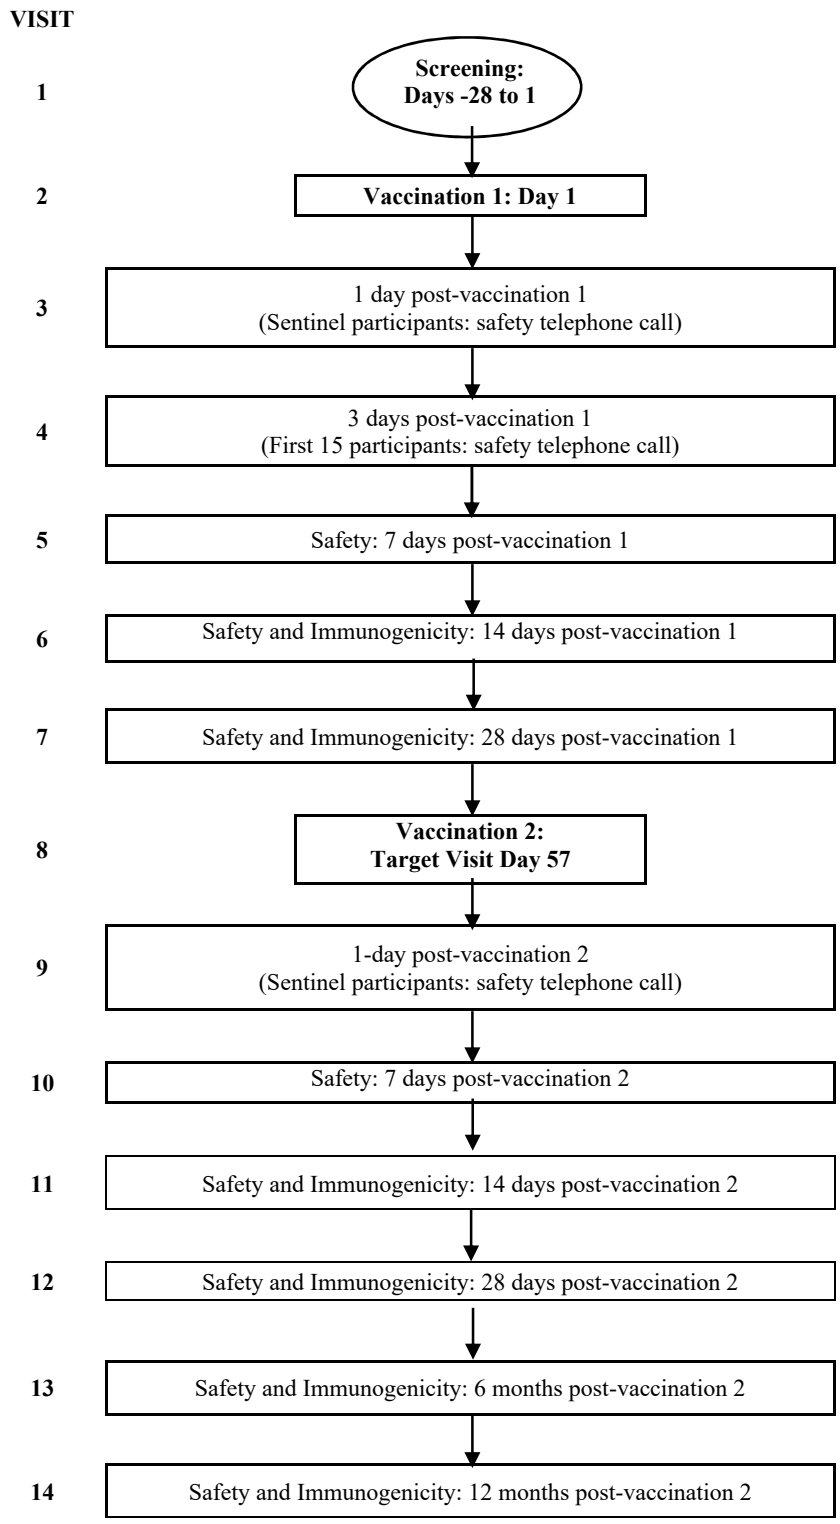 VISIT
Screening:
Days -28 to 1
1
2
Vaccination 1: Day 1
1 day post-vaccination 1
3
(Sentinel participants: safety telephone call)
3 days post-vaccination 1
4
(First 15 participants: safety telephone call)
5
Safety: 7 days post-vaccination 1
6
Safety and Immunogenicity: 14 days post-vaccination 1
7
Safety and Immunogenicity: 28 days post-vaccination 1
Vaccination 2:
8
Target Visit Day 57
1-day post-vaccination 2
9
(Sentinel participants: safety telephone call)
10
Safety: 7 days post-vaccination 2
11
Safety and Immunogenicity: 14 days post-vaccination 2
12
Safety and Immunogenicity: 28 days post-vaccination 2
13
Safety and Immunogenicity: 6 months post-vaccination 2
14
Safety and Immunogenicity: 12 months post-vaccination 2